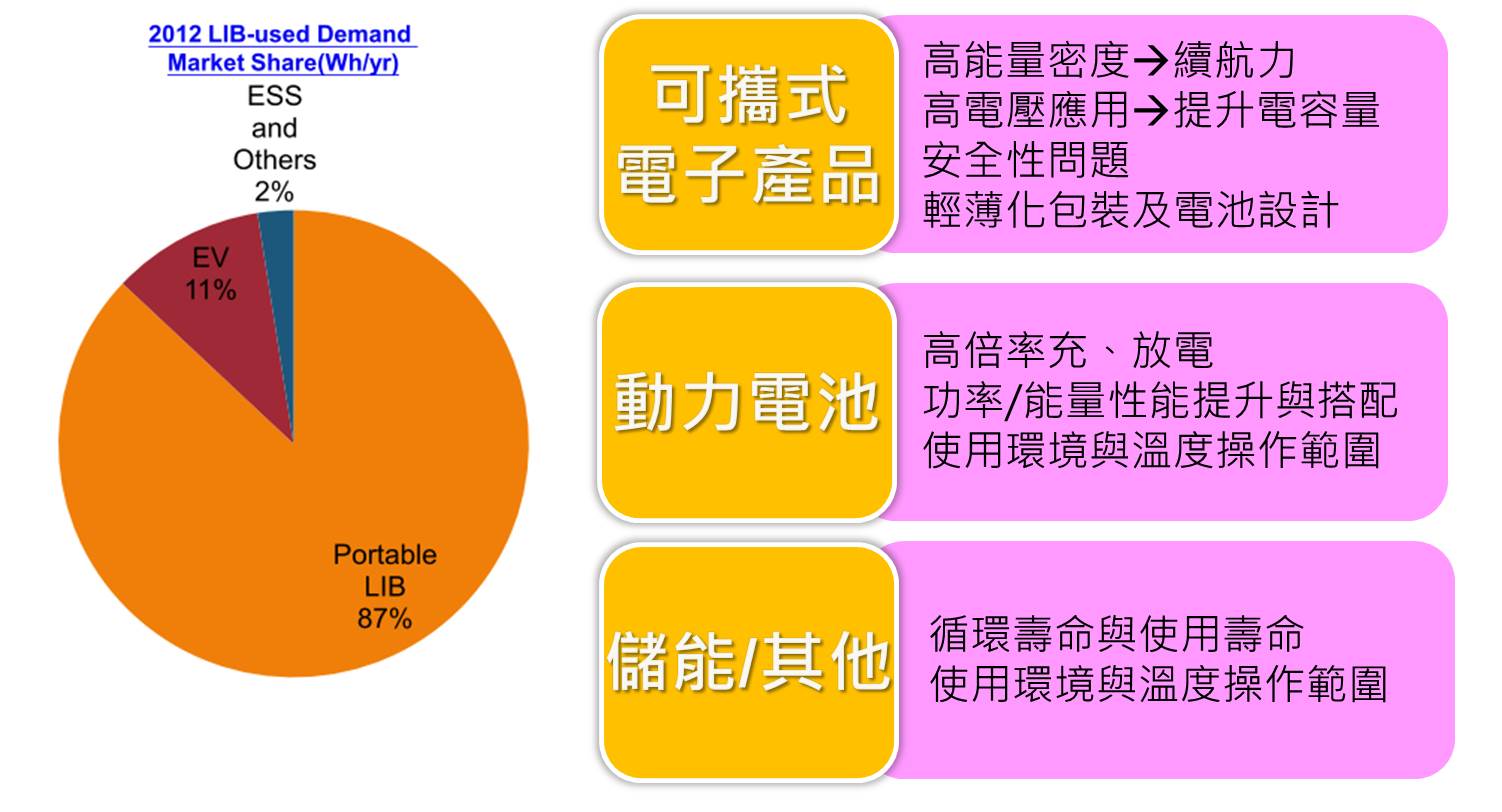 2012 LIB-used Demand
Market Share(Wh/yr)
ESS
and
Others
2%
EV
11%
Portable
LIB
87%
可攜式
電子產品
高能量密度→續航力
高電壓應用→提升電容量
安全性問題
輕薄化包裝及電池設計
動力電池
高倍率充、放電
功率/能量性能提升與搭配
使用環境與溫度操作範圍
儲能/其他
循環壽命與使用壽命
使用環境與溫度操作範圍